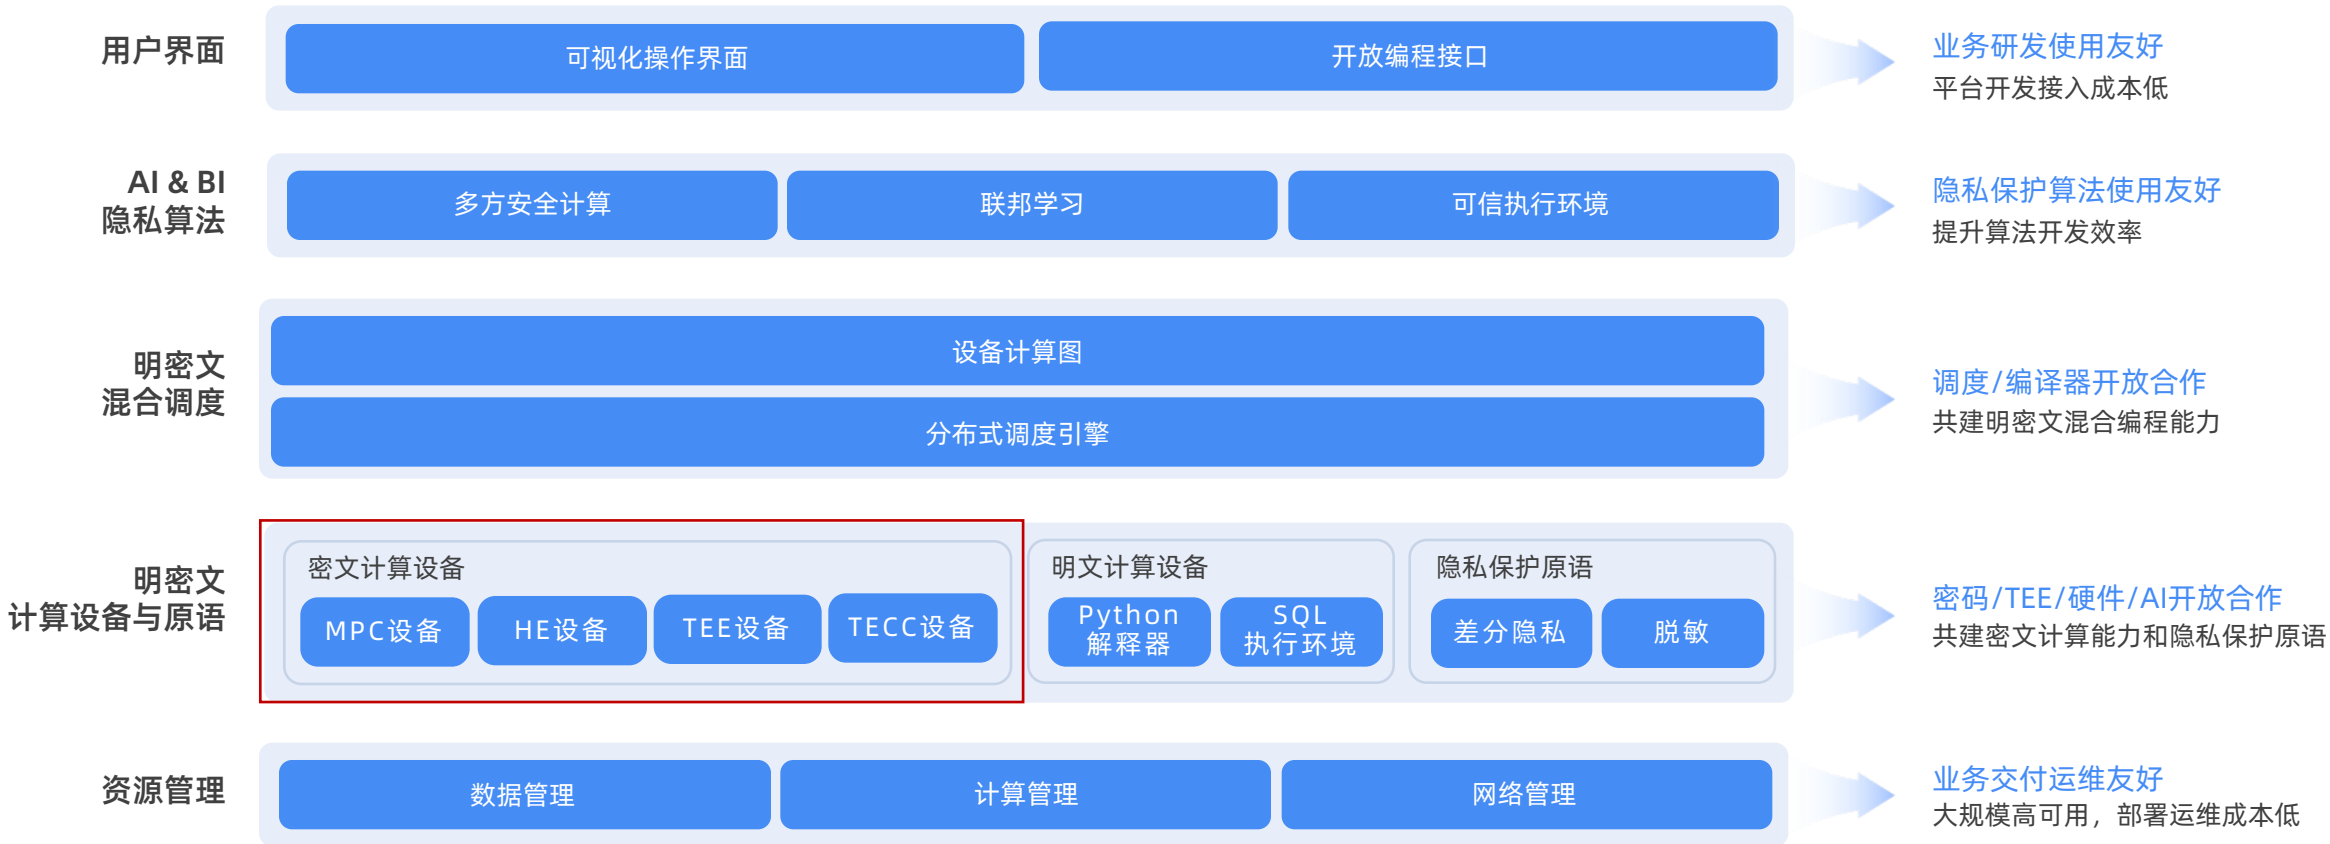 用户界面
可视化操作界面
开放编程接口
业务研发使用友好
平台开发接入成本低
AI & BI
隐私算法
多方安全计算
联邦学习
可信执行环境
隐私保护算法使用友好
提升算法开发效率
明密文
混合调度
设备计算图
分布式调度引擎
调度/编译器开放合作
共建明密文混合编程能力
明密文
计算设备与原语
密文计算设备
MPC设备
HE设备
TEE设备
TECC设备
明文计算设备
Python
解释器
SQL
执行环境
隐私保护原语
差分隐私
脱敏
密码/TEE/硬件/AI开放合作
共建密文计算能力和隐私保护原语
资源管理
数据管理
计算管理
网络管理
业务交付运维友好
大规模高可用，部署运维成本低